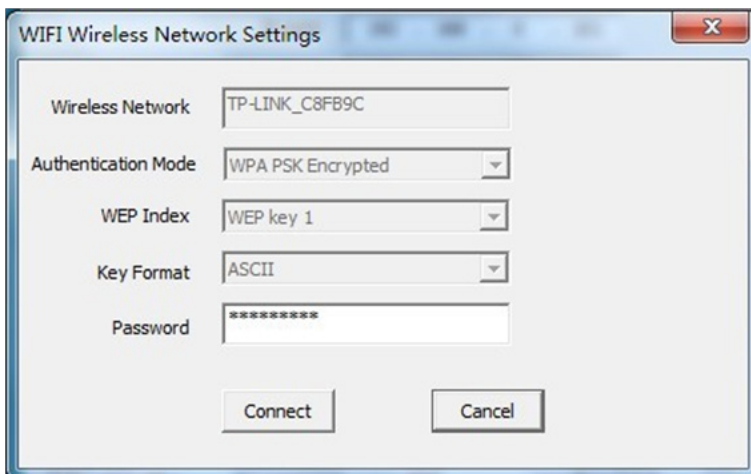 WIFI Wireless Network Settings
Wireless Network TP-LINK_C8FB9C
Authentication Mode WPA PSK Encrypted
WEP Index WEP key 1
Key Format ASCII
Password *********
Connect Cancel